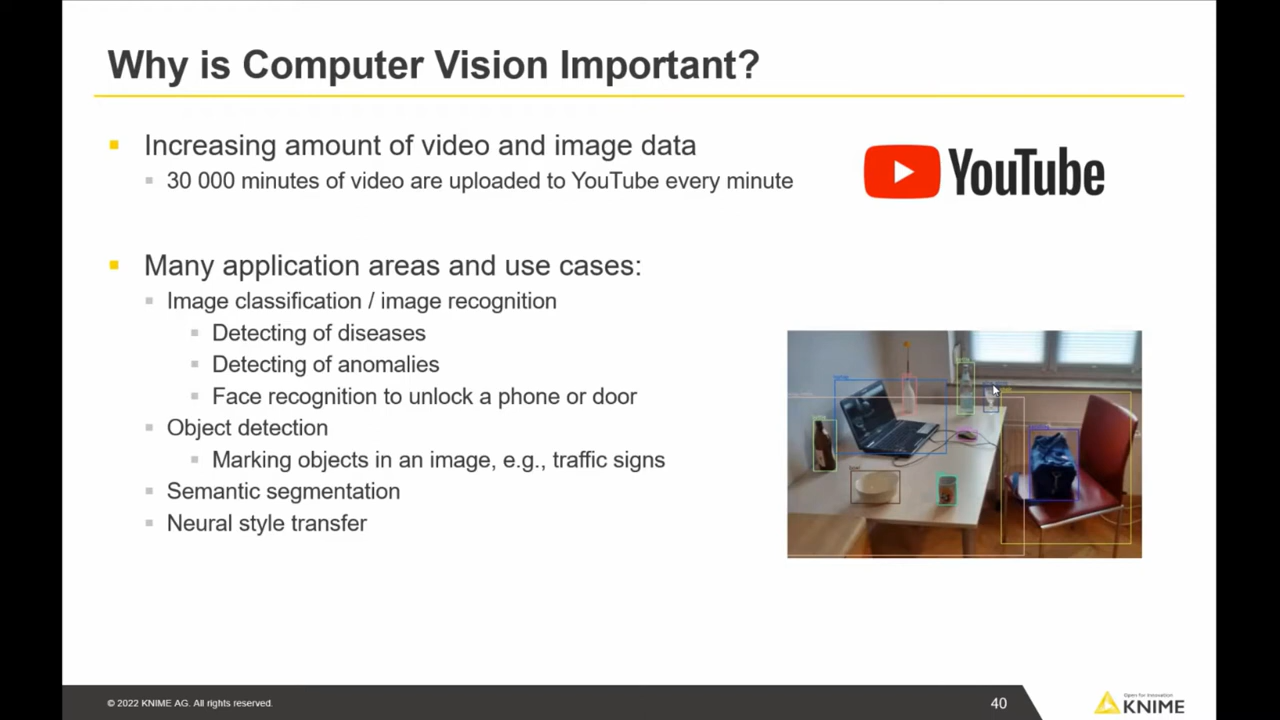 Why is Computer Vision Important?
Increasing amount of video and image data
30 000 minutes of video are uploaded to YouTube every minute
YouTube
Many application areas and use cases:
Image classification / image recognition
Detecting of diseases
Detecting of anomalies
Face recognition to unlock a phone or door
Object detection
Marking objects in an image, e.g., traffic signs
Semantic segmentation
Neural style transfer
© 2022 KNIME AG. All rights reserved.
40
Open for Innovation
KNIME